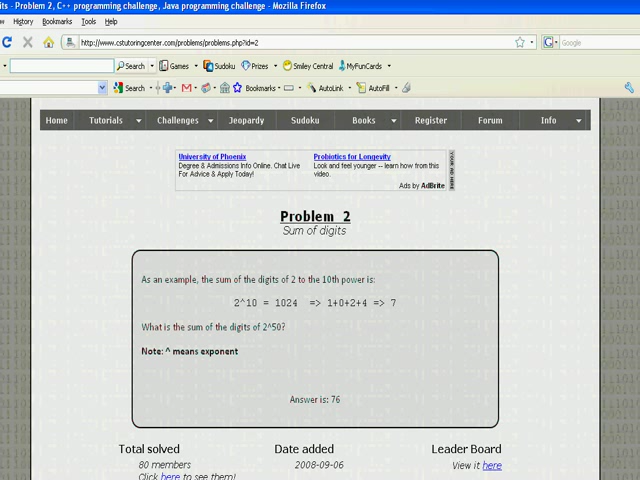 its - Problem 2, C++ programming challenge, Java programming challenge - Mozilla Firefox
History Bookmarks Tools Help
http://www.cstutoringcenter.com/problems/problems.php?id=2 Google
Search Games Sudoku Prizes Smiley Central MyFunCards
Search Bookmarks AutoLink AutoFill
Home Tutorials Challenges Jeopardy Sudoku Books Register Forum Info
University of Phoenix Probiotics for Longevity
Degree & Admissions Info Online. Chat Live Look and feel younger -- learn how from this
For Advice & Apply Today! video.
Ads by AdBrite
YOUR AD HERE
Problem 2
Sum of digits
As an example, the sum of the digits of 2 to the 10th power is:
2^10 = 1024 => 1+0+2+4 => 7
What is the sum of the digits of 2^50?
Note: ^ means exponent
Answer is: 76
Total solved Date added Leader Board
80 members 2008-09-06 View it here
Click here to see them!